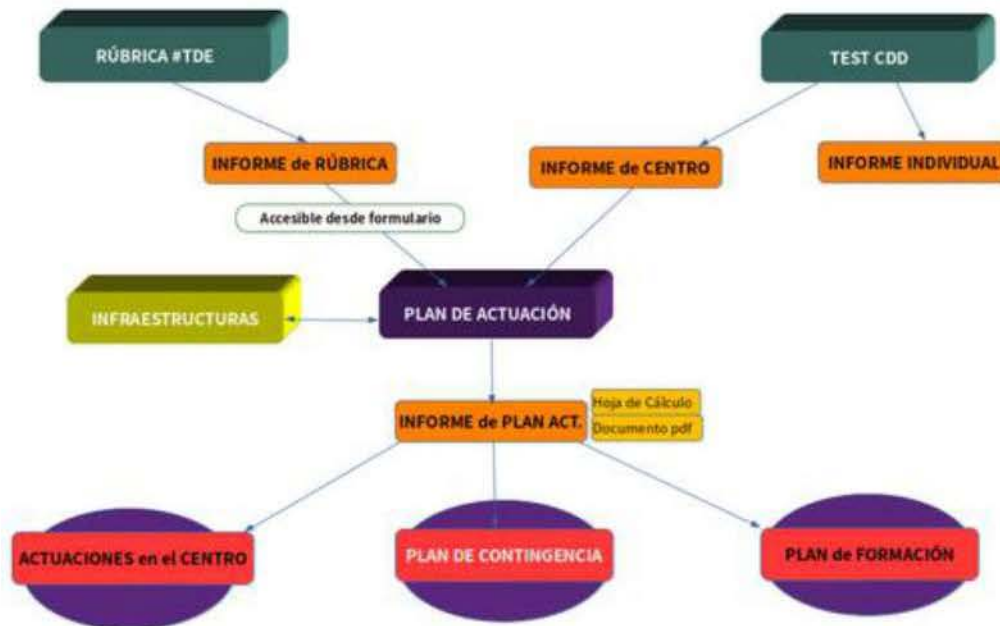 RÚBRICA #TDE
TEST CDD
INFORME de RÚBRICA
INFORME de CENTRO
INFORME INDIVIDUAL
Accesible desde formulario
INFRAESTRUCTURAS
PLAN DE ACTUACIÓN
INFORME de PLAN ACT.
Hoja de Cálculo
Documento pdf
ACTUACIONES en el CENTRO
PLAN DE CONTINGENCIA
PLAN de FORMACIÓN